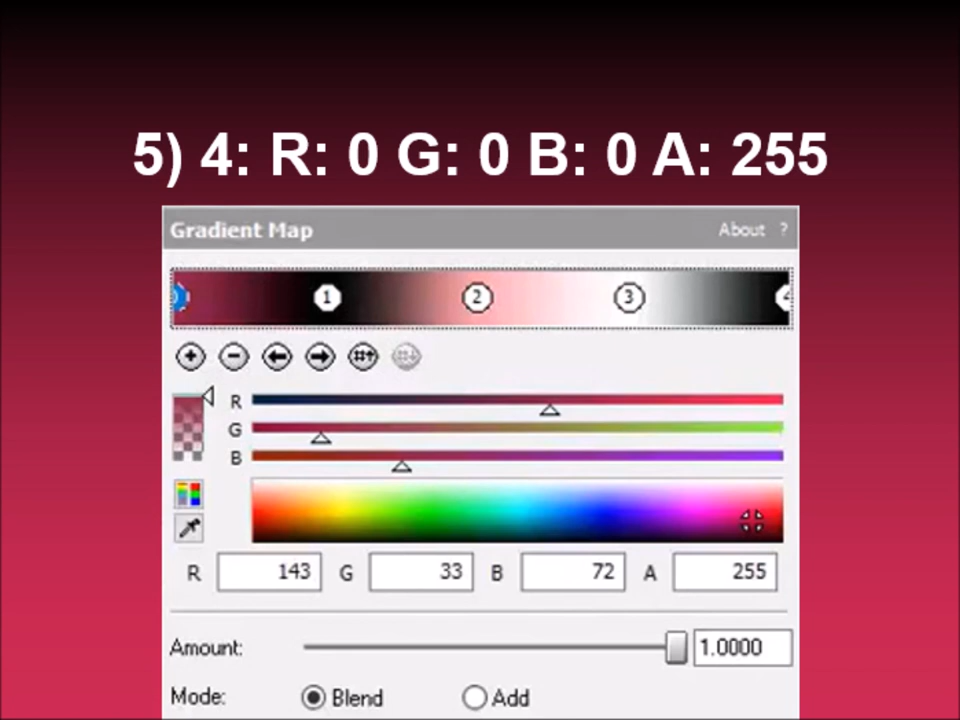 5) 4: R: 0 G: 0 B: 0 A: 255
Gradient Map About ?
1 2 3 4
R
G
B
R 143 G 33 B 72 A 255
Amount: 1.0000
Mode: Blend Add